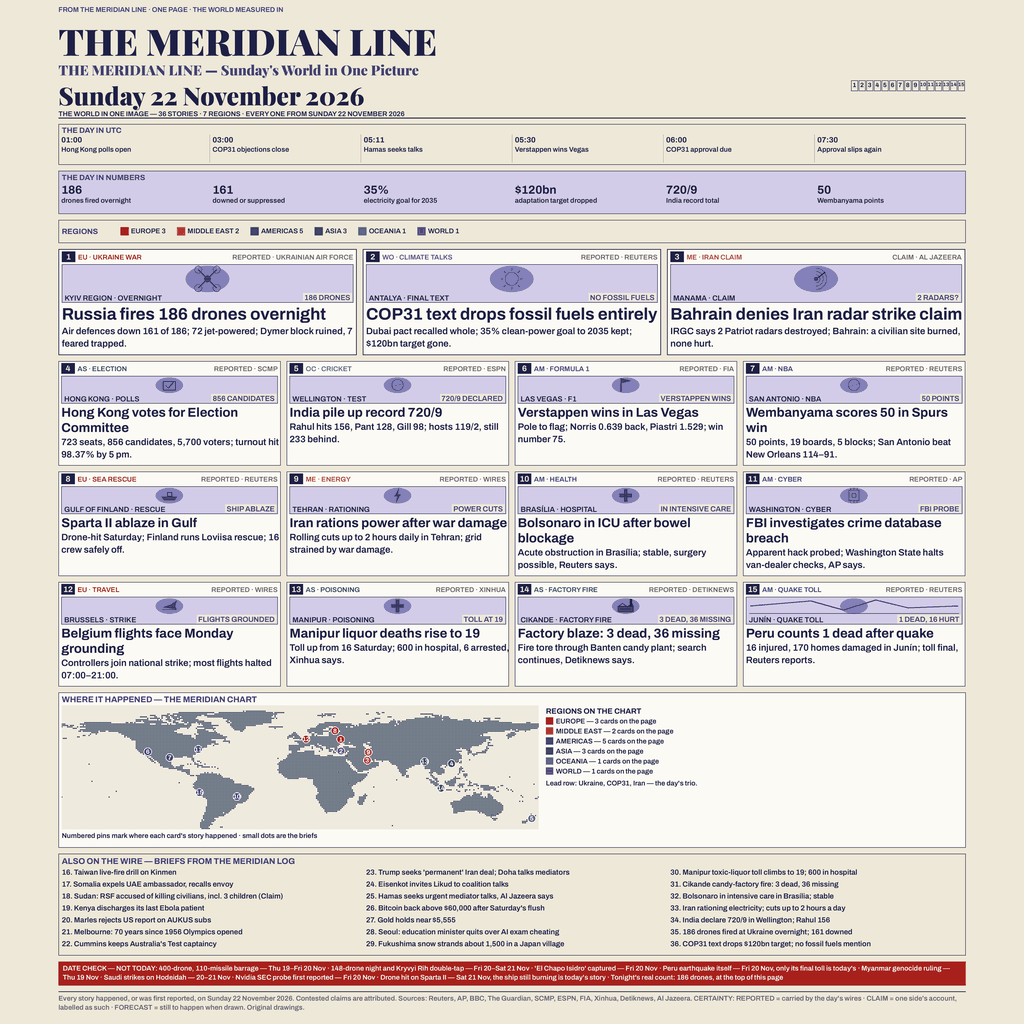 FROM THE MERIDIAN LINE · ONE PAGE · THE WORLD MEASURED IN
THE MERIDIAN LINE
THE MERIDIAN LINE — Sunday's World in One Picture
Sunday 22 November 2026
1 2 3 4 5 6 7 8 9 10 11 12 13 14 15
THE WORLD IN ONE IMAGE — 36 STORIES · 7 REGIONS · EVERY ONE FROM SUNDAY 22 NOVEMBER 2026
THE DAY IN UTC
01:00 03:00 05:11 05:30 06:00 07:30
Hong Kong polls open COP31 objections close Hamas seeks talks Verstappen wins Vegas COP31 approval due Approval slips again
THE DAY IN NUMBERS
186 161 35% $120bn 720/9 50
drones fired overnight downed or suppressed electricity goal for 2035 adaptation target dropped India record total Wembanyama points
REGIONS EUROPE 3 MIDDLE EAST 2 AMERICAS 5 ASIA 3 OCEANIA 1 WORLD 1
1 EU · UKRAINE WAR REPORTED · UKRAINIAN AIR FORCE
KYIV REGION · OVERNIGHT 186 DRONES
Russia fires 186 drones overnight
Air defences down 161 of 186; 72 jet-powered; Dymer block ruined, 7
feared trapped.
2 WO · CLIMATE TALKS REPORTED · REUTERS
ANTALYA · FINAL TEXT NO FOSSIL FUELS
COP31 text drops fossil fuels entirely
Dubai pact recalled whole; 35% clean-power goal to 2035 kept;
$120bn target gone.
3 ME · IRAN CLAIM CLAIM · AL JAZEERA
MANAMA · CLAIM 2 RADARS?
Bahrain denies Iran radar strike claim
IRGC says 2 Patriot radars destroyed; Bahrain: a civilian site burned,
none hurt.
4 AS · ELECTION REPORTED · SCMP
HONG KONG · POLLS 856 CANDIDATES
Hong Kong votes for Election
Committee
723 seats, 856 candidates, 5,700 voters; turnout hit
98.37% by 5 pm.
5 OC · CRICKET REPORTED · ESPN
WELLINGTON · TEST 720/9 DECLARED
India pile up record 720/9
Rahul hits 156, Pant 128, Gill 98; hosts 119/2, still
233 behind.
6 AM · FORMULA 1 REPORTED · FIA
LAS VEGAS · F1 VERSTAPPEN WINS
Verstappen wins in Las Vegas
Pole to flag; Norris 0.639 back, Piastri 1.529; win
number 75.
7 AM · NBA REPORTED · REUTERS
SAN ANTONIO · NBA 50 POINTS
Wembanyama scores 50 in Spurs
win
50 points, 19 boards, 5 blocks; San Antonio beat
New Orleans 114–91.
8 EU · SEA RESCUE REPORTED · REUTERS
GULF OF FINLAND · RESCUE SHIP ABLAZE
Sparta II ablaze in Gulf
Drone-hit Saturday; Finland runs Loviisa rescue; 16
crew safely off.
9 ME · ENERGY REPORTED · WIRES
TEHRAN · RATIONING POWER CUTS
Iran rations power after war damage
Rolling cuts up to 2 hours daily in Tehran; grid
strained by war damage.
10 AM · HEALTH REPORTED · REUTERS
BRASÍLIA · HOSPITAL IN INTENSIVE CARE
Bolsonaro in ICU after bowel
blockage
Acute obstruction in Brasília; stable, surgery
possible, Reuters says.
11 AM · CYBER REPORTED · AP
WASHINGTON · CYBER FBI PROBE
FBI investigates crime database
breach
Apparent hack probed; Washington State halts
van-dealer checks, AP says.
12 EU · TRAVEL REPORTED · WIRES
BRUSSELS · STRIKE FLIGHTS GROUNDED
Belgium flights face Monday
grounding
Controllers join national strike; most flights halted
07:00–21:00.
13 AS · POISONING REPORTED · XINHUA
MANIPUR · POISONING TOLL AT 19
Manipur liquor deaths rise to 19
Toll up from 16 Saturday; 600 in hospital, 6 arrested,
Xinhua says.
14 AS · FACTORY FIRE REPORTED · DETIKNEWS
CIKANDE · FACTORY FIRE 3 DEAD, 36 MISSING
Factory blaze: 3 dead, 36 missing
Fire tore through Banten candy plant; search
continues, Detiknews says.
15 AM · QUAKE TOLL REPORTED · REUTERS
JUNÍN · QUAKE TOLL 1 DEAD, 16 HURT
Peru counts 1 dead after quake
16 injured, 170 homes damaged in Junín; toll final,
Reuters reports.
WHERE IT HAPPENED — THE MERIDIAN CHART
REGIONS ON THE CHART
EUROPE — 3 cards on the page
MIDDLE EAST — 2 cards on the page
AMERICAS — 5 cards on the page
ASIA — 3 cards on the page
OCEANIA — 1 cards on the page
WORLD — 1 cards on the page
Lead row: Ukraine, COP31, Iran — the day's trio.
Numbered pins mark where each card's story happened · small dots are the briefs
ALSO ON THE WIRE — BRIEFS FROM THE MERIDIAN LOG
16. Taiwan live-fire drill on Kinmen
17. Somalia expels UAE ambassador, recalls envoy
18. Sudan: RSF accused of killing civilians, incl. 3 children (Claim)
19. Kenya discharges its last Ebola patient
20. Marles rejects US report on AUKUS subs
21. Melbourne: 70 years since 1956 Olympics opened
22. Cummins keeps Australia's Test captaincy
23. Trump seeks 'permanent' Iran deal; Doha talks mediators
24. Eisenkot invites Likud to coalition talks
25. Hamas seeks urgent mediator talks, Al Jazeera says
26. Bitcoin back above $60,000 after Saturday's flush
27. Gold holds near $5,555
28. Seoul: education minister quits over AI exam cheating
29. Fukushima snow strands about 1,500 in a Japan village
30. Manipur toxic-liquor toll climbs to 19; 600 in hospital
31. Cikande candy-factory fire: 3 dead, 36 missing
32. Bolsonaro in intensive care in Brasília; stable
33. Iran rationing electricity; cuts up to 2 hours a day
34. India declare 720/9 in Wellington; Rahul 156
35. 186 drones fired at Ukraine overnight; 161 downed
36. COP31 text drops $120bn target; no fossil fuels mention
DATE CHECK — NOT TODAY: 400-drone, 110-missile barrage — Thu 19–Fri 20 Nov · 148-drone night and Kryvyi Rih double-tap — Fri 20–Sat 21 Nov · 'El Chapo Isidro' captured — Fri 20 Nov · Peru earthquake itself — Fri 20 Nov, only its final toll is today's · Myanmar genocide ruling —
Thu 19 Nov · Saudi strikes on Hodeidah — 20–21 Nov · Nvidia SEC probe first reported — Fri 20 Nov · Drone hit on Sparta II — Sat 21 Nov, the ship still burning is today's story · Tonight's real count: 186 drones, at the top of this page
Every story happened, or was first reported, on Sunday 22 November 2026. Contested claims are attributed. Sources: Reuters, AP, BBC, The Guardian, SCMP, ESPN, FIA, Xinhua, Detiknews, Al Jazeera. CERTAINTY: REPORTED = carried by the day's wires · CLAIM = one side's account,
labelled as such · FORECAST = still to happen when drawn. Original drawings.